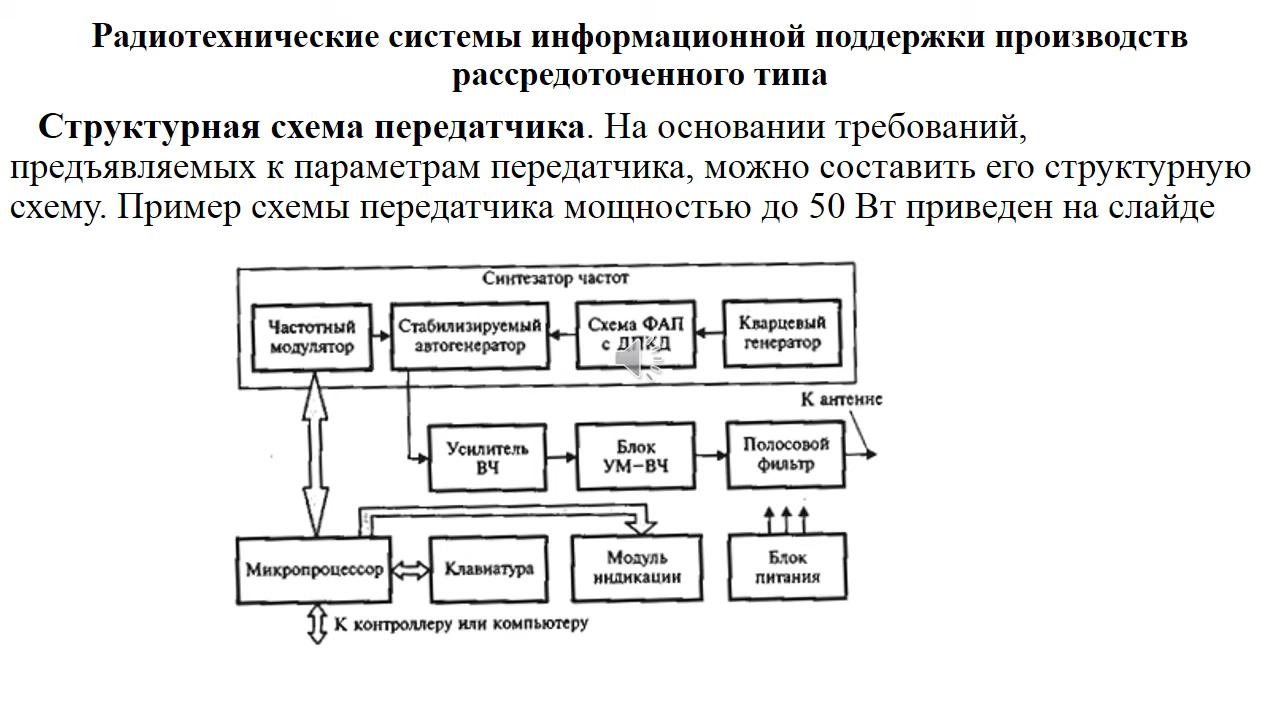 Радиотехнические системы информационной поддержки производств
рассредоточенного типа
Структурная схема передатчика. На основании требований,
предъявляемых к параметрам передатчика, можно составить его структурную
схему. Пример схемы передатчика мощностью до 50 Вт приведен на слайде
Синтезатор частот
Частотный
модулятор
Стабилизируемый
автогенератор
Схема ФАП
с ДПКД
Кварцевый
генератор
К антенне
Усилитель
ВЧ
Блок
УМ—ВЧ
Полосовой
фильтр
Микропроцессор
Клавиатура
Модуль
индикации
Блок
питания
К контроллеру или компьютеру